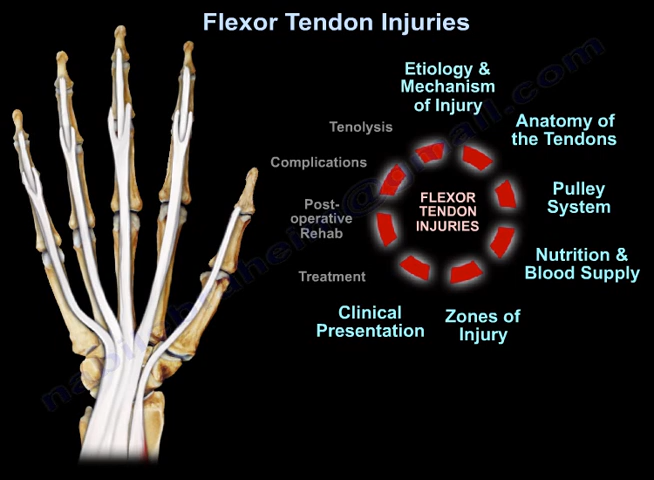 Flexor Tendon Injuries
Etiology &
Mechanism
of Injury
Anatomy of
the Tendons
Pulley
System
Nutrition &
Blood Supply
Zones of
Injury
Clinical
Presentation
Treatment
Post-
operative
Rehab
Complications
Tenolysis
FLEXOR
TENDON
INJURIES